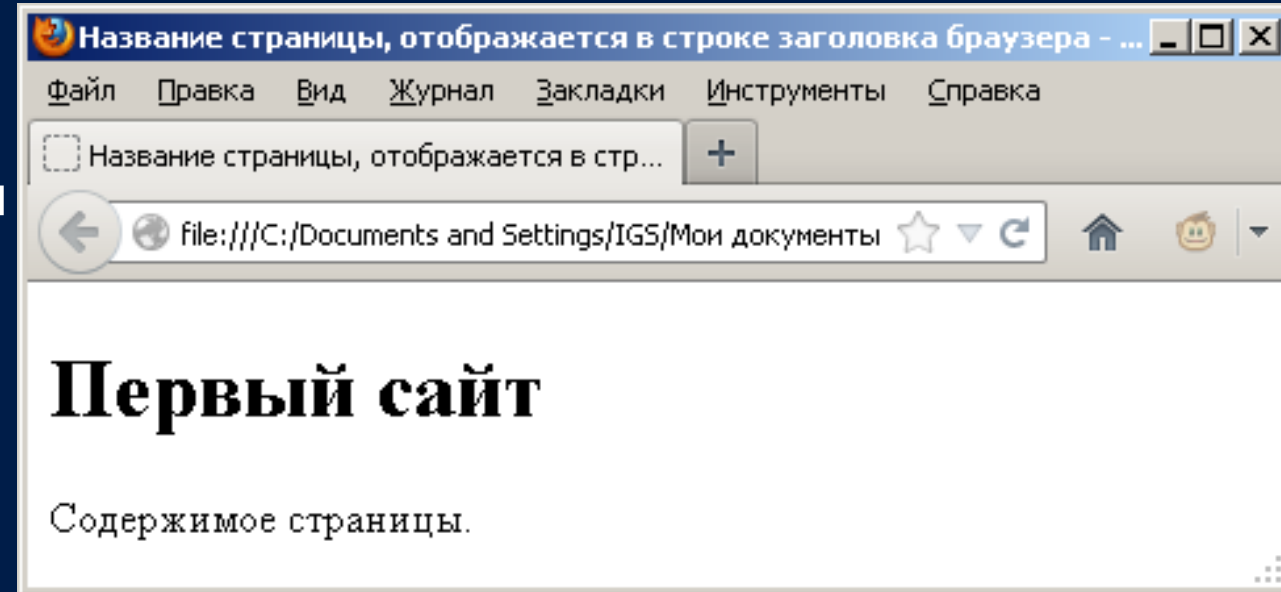 Название страницы, отображается в строке заголовка браузера - ...
Файл Правка Вид Журнал Закладки Инструменты Справка
Название страницы, отображается в стр...
file:///C:/Documents and Settings/IGS/Мои документы
Первый сайт
Содержимое страницы.